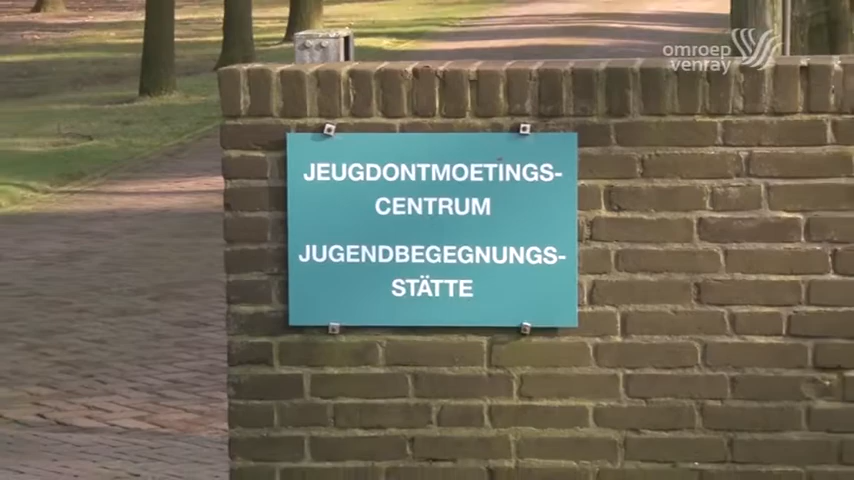 omroep
venray
JEUGDONTMOETINGS-
CENTRUM
JUGENDBEGEGNUNGS-
STÄTTE